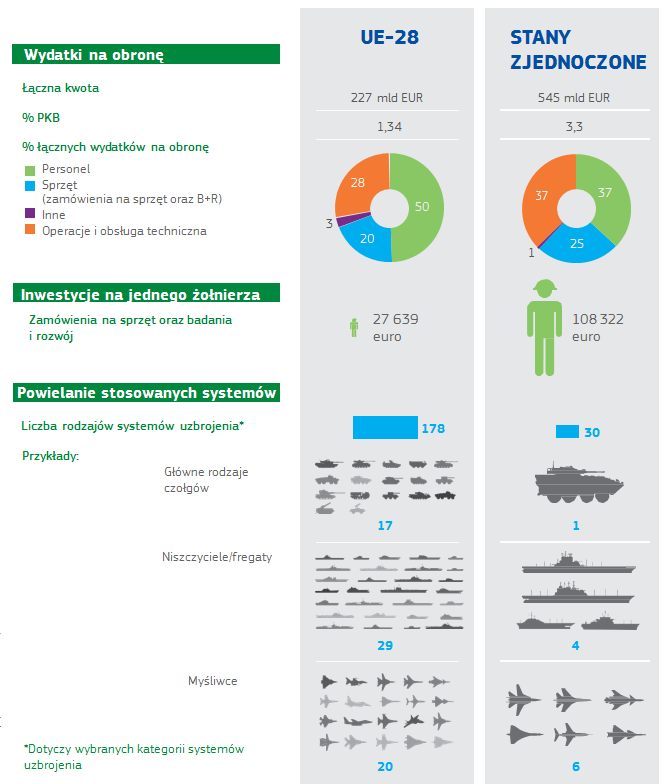 UE-28
STANY
ZJEDNOCZONE
Wydatki na obronę
Łączna kwota
227 mld EUR
545 mld EUR
% PKB
1,34
3,3
% łącznych wydatków na obronę
Personel
Sprzęt
(zamówienia na sprzęt oraz B+R)
Inne
Operacje i obsługa techniczna
28
50
3
20
37
37
1
25
Inwestycje na jednego żołnierza
Zamówienia na sprzęt oraz badania
i rozwój
27 639
euro
108 322
euro
Powielanie stosowanych systemów
Liczba rodzajów systemów uzbrojenia*
178
30
Przykłady:
Główne rodzaje
czołgów
17
1
Niszczyciele/fregaty
29
4
Myśliwce
20
6
*Dotyczy wybranych kategorii systemów
uzbrojenia